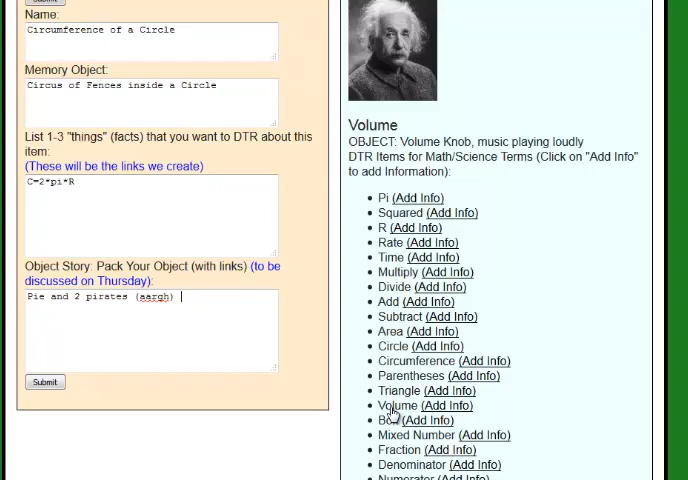 Submit
Name:
Circumference of a Circle
Memory Object:
Circus of Fences inside a Circle
List 1-3 "things" (facts) that you want to DTR about this
item:
(These will be the links we create)
C=2*pi*R
Object Story: Pack Your Object (with links) (to be
discussed on Thursday):
Pie and 2 pirates (aargh)
Submit
Volume
OBJECT: Volume Knob, music playing loudly
DTR Items for Math/Science Terms (Click on "Add Info"
to add Information):
• Pi (Add Info)
• Squared (Add Info)
• R (Add Info)
• Rate (Add Info)
• Time (Add Info)
• Multiply (Add Info)
• Divide (Add Info)
• Add (Add Info)
• Subtract (Add Info)
• Area (Add Info)
• Circle (Add Info)
• Circumference (Add Info)
• Parentheses (Add Info)
• Triangle (Add Info)
• Volume (Add Info)
• Box (Add Info)
• Mixed Number (Add Info)
• Fraction (Add Info)
• Denominator (Add Info)
• Numerator (Add Info)